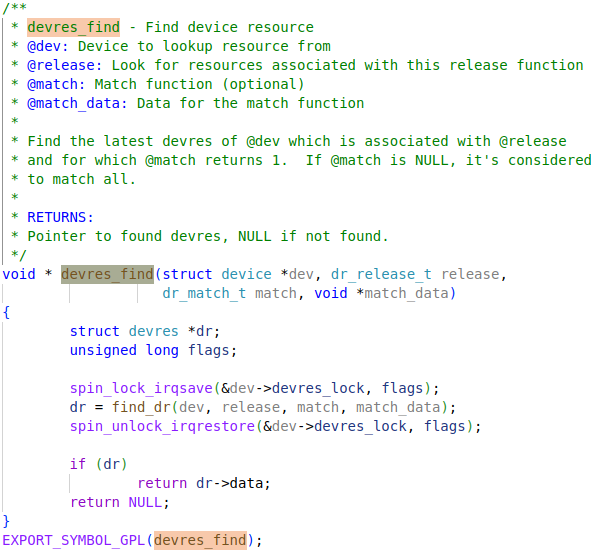 /**
 * devres_find - Find device resource
 * @dev: Device to lookup resource from
 * @release: Look for resources associated with this release function
 * @match: Match function (optional)
 * @match_data: Data for the match function
 *
 * Find the latest devres of @dev which is associated with @release
 * and for which @match returns 1.  If @match is NULL, it's considered
 * to match all.
 *
 * RETURNS:
 * Pointer to found devres, NULL if not found.
 */
void * devres_find(struct device *dev, dr_release_t release,
                   dr_match_t match, void *match_data)
{
        struct devres *dr;
        unsigned long flags;

        spin_lock_irqsave(&dev->devres_lock, flags);
        dr = find_dr(dev, release, match, match_data);
        spin_unlock_irqrestore(&dev->devres_lock, flags);

        if (dr)
                return dr->data;
        return NULL;
}
EXPORT_SYMBOL_GPL(devres_find);